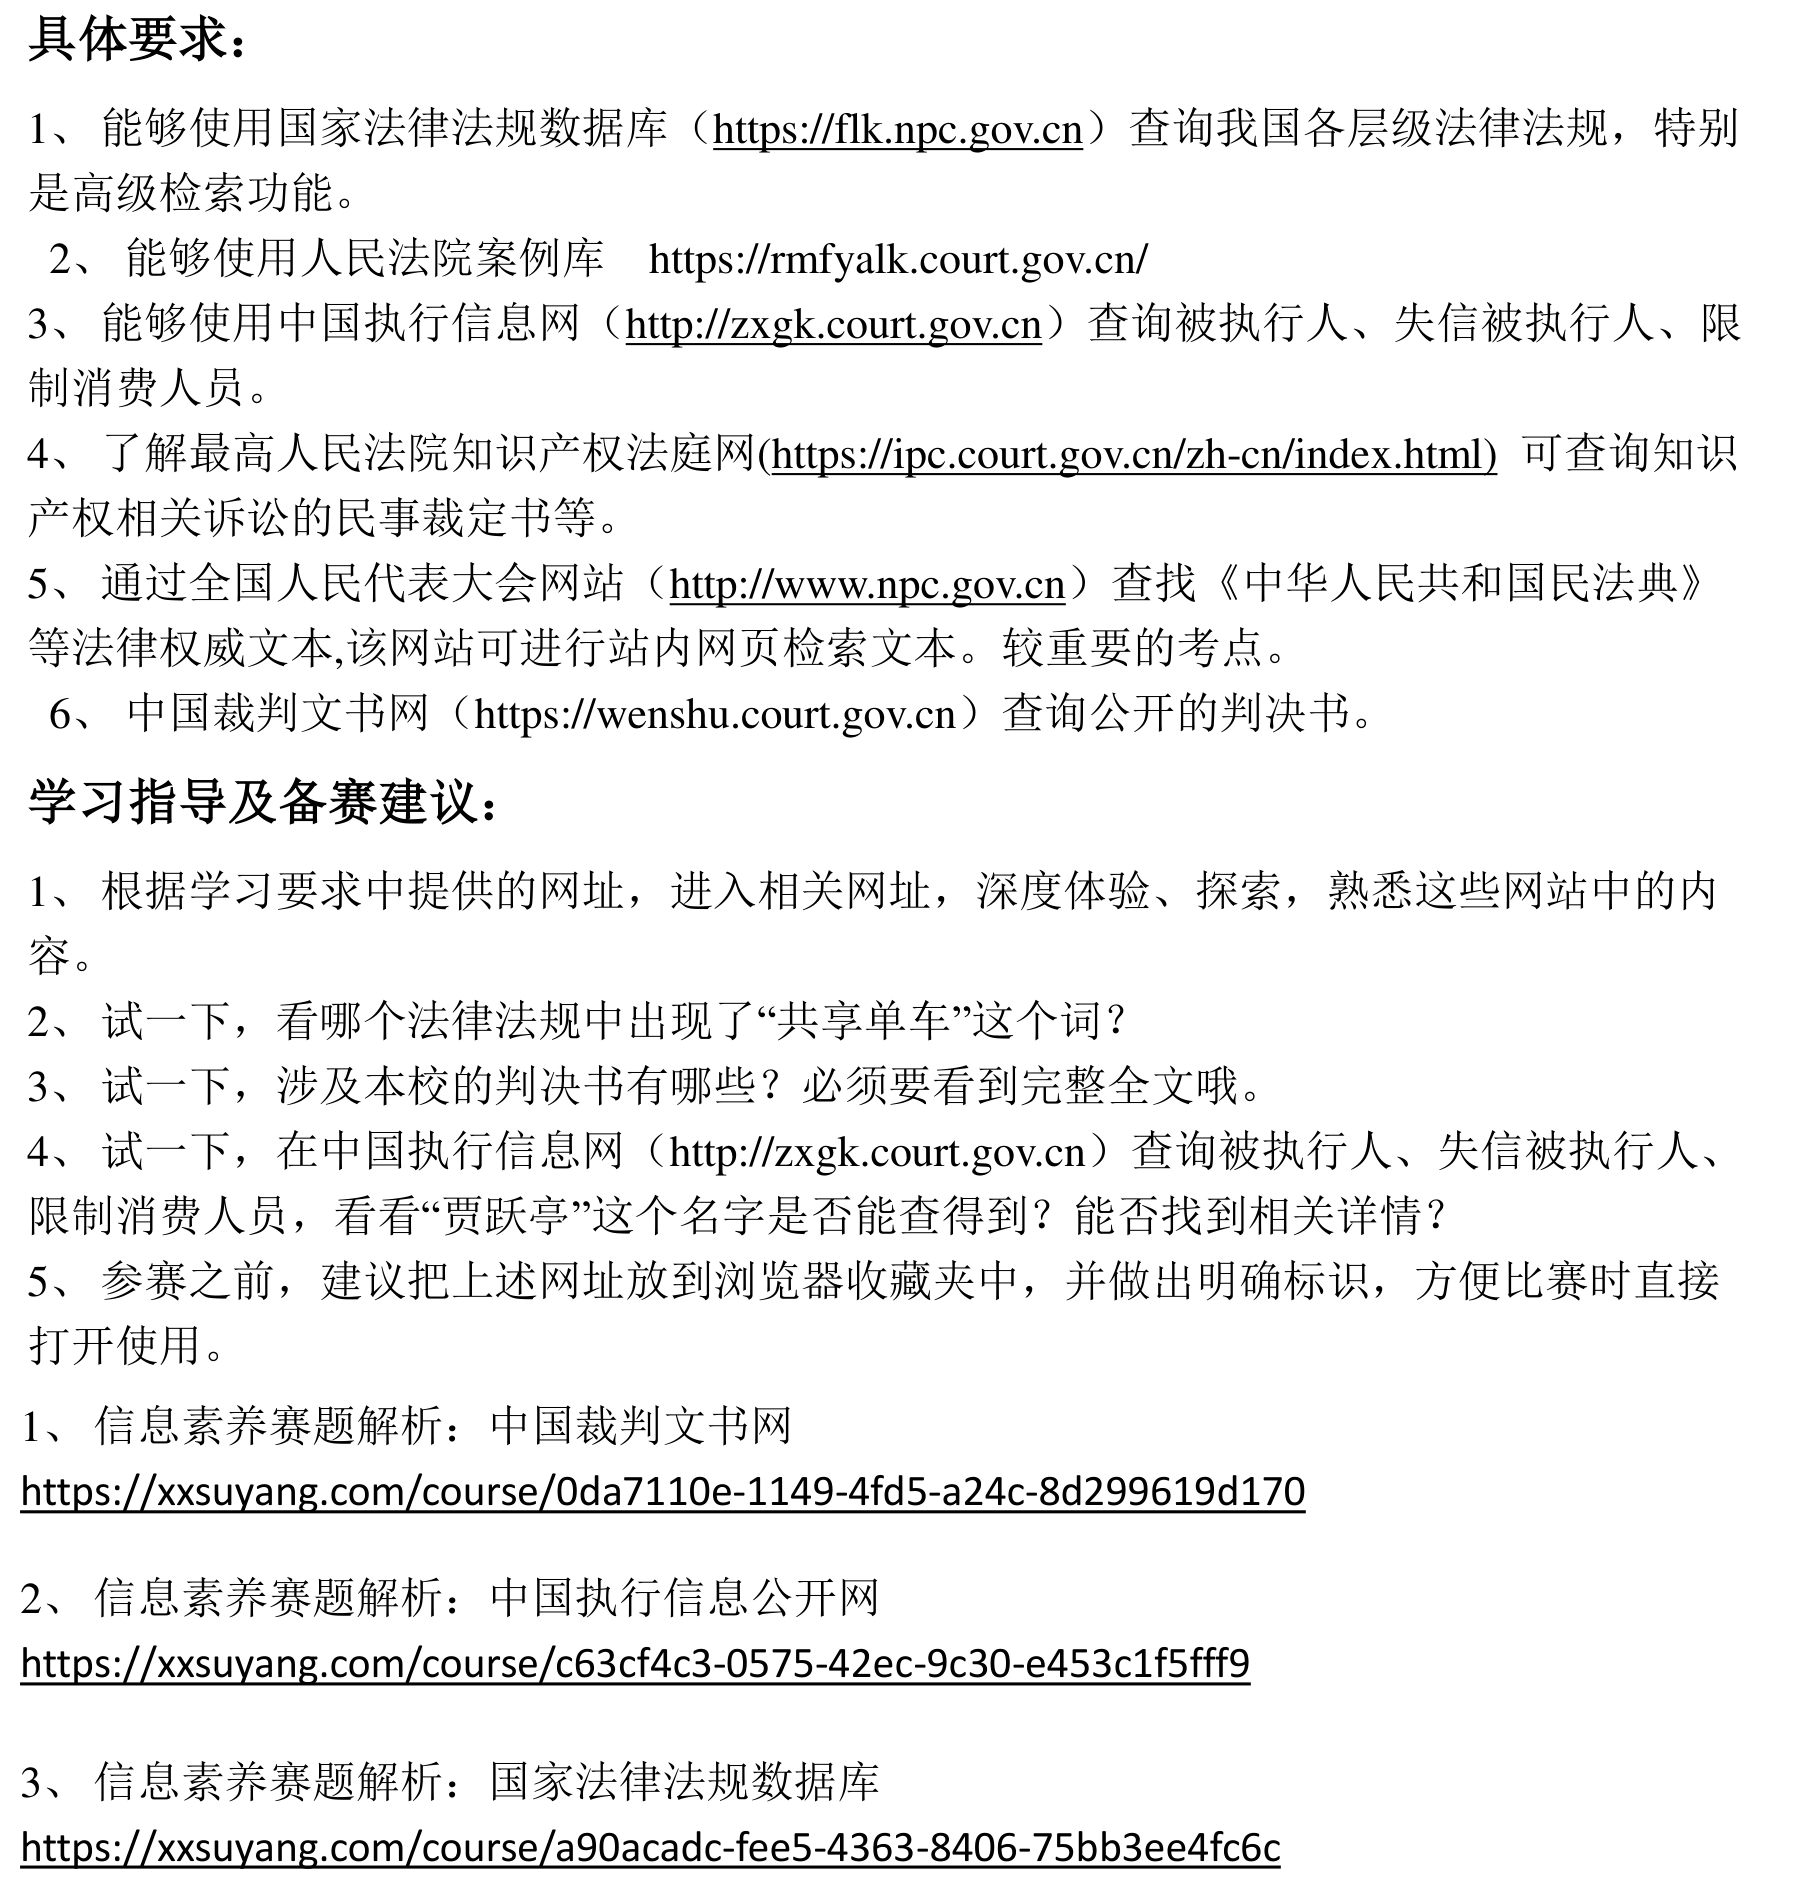 具体要求：
1、 能够使用国家法律法规数据库（https://flk.npc.gov.cn）查询我国各层级法律法规，特别
是高级检索功能。
2、 能够使用人民法院案例库 https://rmfyalk.court.gov.cn/
3、 能够使用中国执行信息网（http://zxgk.court.gov.cn）查询被执行人、失信被执行人、限
制消费人员。
4、 了解最高人民法院知识产权法庭网(https://ipc.court.gov.cn/zh-cn/index.html) 可查询知识
产权相关诉讼的民事裁定书等。
5、 通过全国人民代表大会网站（http://www.npc.gov.cn）查找《中华人民共和国民法典》
等法律权威文本,该网站可进行站内网页检索文本。较重要的考点。
6、 中国裁判文书网（https://wenshu.court.gov.cn）查询公开的判决书。
学习指导及备赛建议：
1、 根据学习要求中提供的网址，进入相关网址，深度体验、探索，熟悉这些网站中的内
容。
2、 试一下，看哪个法律法规中出现了“共享单车”这个词？
3、 试一下，涉及本校的判决书有哪些？必须要看到完整全文哦。
4、 试一下，在中国执行信息网（http://zxgk.court.gov.cn）查询被执行人、失信被执行人、
限制消费人员，看看“贾跃亭”这个名字是否能查得到？能否找到相关详情？
5、 参赛之前，建议把上述网址放到浏览器收藏夹中，并做出明确标识，方便比赛时直接
打开使用。
1、 信息素养赛题解析：中国裁判文书网
https://xxsuyang.com/course/0da7110e-1149-4fd5-a24c-8d299619d170
2、 信息素养赛题解析：中国执行信息公开网
https://xxsuyang.com/course/c63cf4c3-0575-42ec-9c30-e453c1f5fff9
3、 信息素养赛题解析：国家法律法规数据库
https://xxsuyang.com/course/a90acadc-fee5-4363-8406-75bb3ee4fc6c